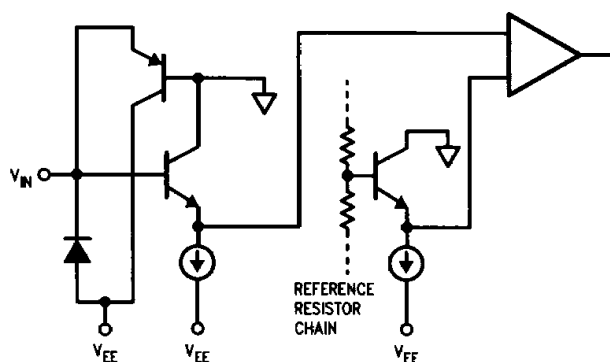 V_IN
REFERENCE
RESISTOR
CHAIN
V_EE
V_EE
V_EE